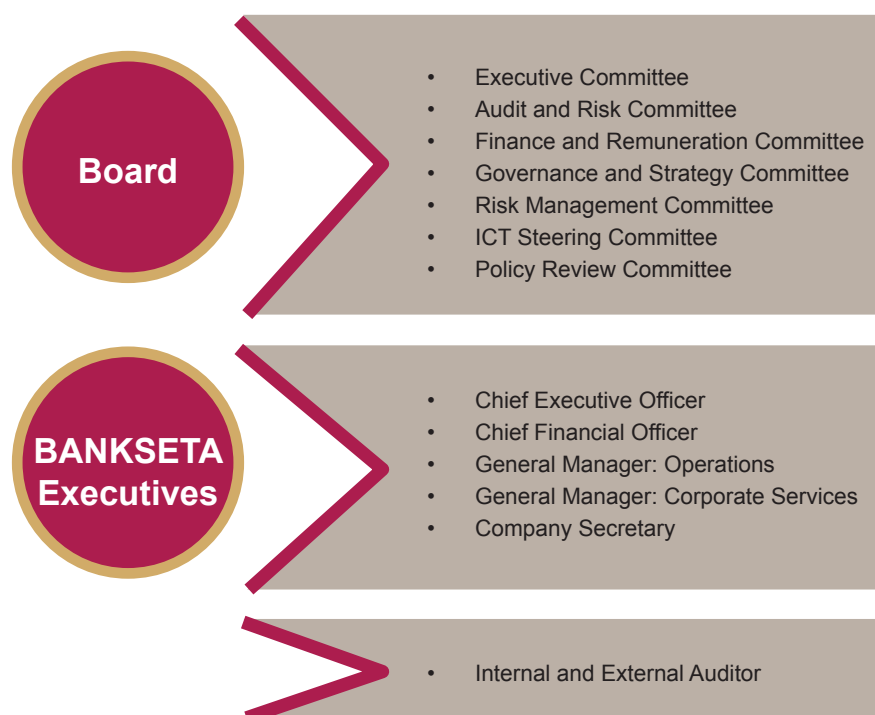 Board
• Executive Committee
• Audit and Risk Committee
• Finance and Remuneration Committee
• Governance and Strategy Committee
• Risk Management Committee
• ICT Steering Committee
• Policy Review Committee
BANKSETA
Executives
• Chief Executive Officer
• Chief Financial Officer
• General Manager: Operations
• General Manager: Corporate Services
• Company Secretary
• Internal and External Auditor